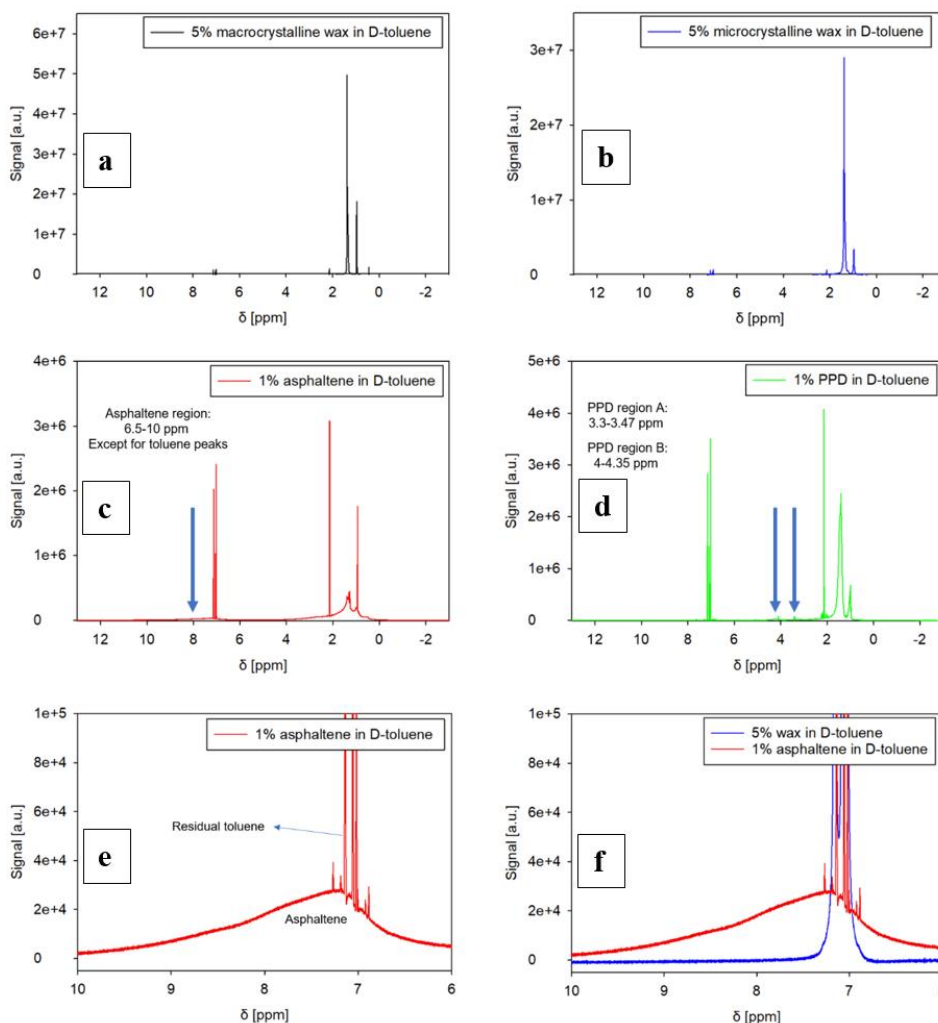 5% macrocrystalline wax in D-toluene
Signal [a.u.]
6e+7
5e+7
4e+7
3e+7
2e+7
1e+7
0
a
12 10 8 6 4 2 0 -2
δ [ppm]
5% microcrystalline wax in D-toluene
Signal [a.u.]
3e+7
2e+7
1e+7
0
b
12 10 8 6 4 2 0 -2
δ [ppm]
1% asphaltene in D-toluene
Signal [a.u.]
4e+6
3e+6
2e+6
1e+6
0
Asphaltene region:
6.5-10 ppm
Except for toluene peaks
c
12 10 8 6 4 2 0 -2
δ [ppm]
1% PPD in D-toluene
Signal [a.u.]
5e+6
4e+6
3e+6
2e+6
1e+6
0
PPD region A:
3.3-3.47 ppm
PPD region B:
4-4.35 ppm
d
12 10 8 6 4 2 0 -2
δ [ppm]
1% asphaltene in D-toluene
Signal [a.u.]
1e+5
8e+4
6e+4
4e+4
2e+4
0
Residual toluene
Asphaltene
e
10 9 8 7 6
δ [ppm]
5% wax in D-toluene
1% asphaltene in D-toluene
Signal [a.u.]
1e+5
8e+4
6e+4
4e+4
2e+4
0
f
10 9 8 7
δ [ppm]